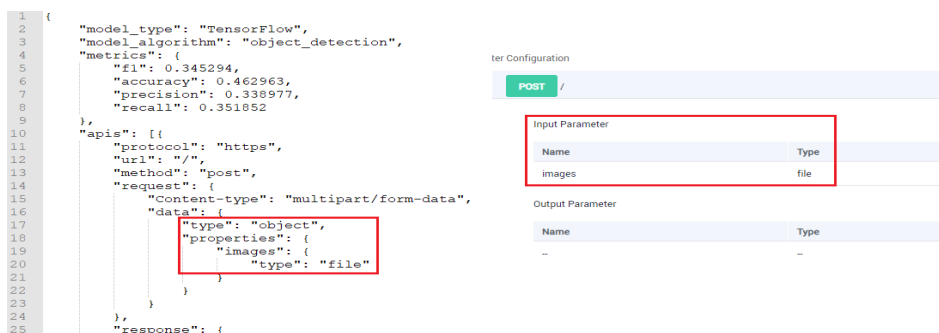 1 {
2 "model_type": "TensorFlow",
3 "model_algorithm": "object_detection",
4 "metrics": {
5 "f1": 0.345294,
6 "accuracy": 0.462963,
7 "precision": 0.338977,
8 "recall": 0.351852
9 },
10 "apis": [{
11 "protocol": "https",
12 "url": "/",
13 "method": "post",
14 "request": {
15 "Content-type": "multipart/form-data",
16 "data": {
17 "type": "object",
18 "properties": {
19 "images": {
20 "type": "file"
21 }
22 }
23 }
24 },
25 "response": {
ter Configuration
POST /
Input Parameter
Name Type
images file
Output Parameter
Name Type
-- --